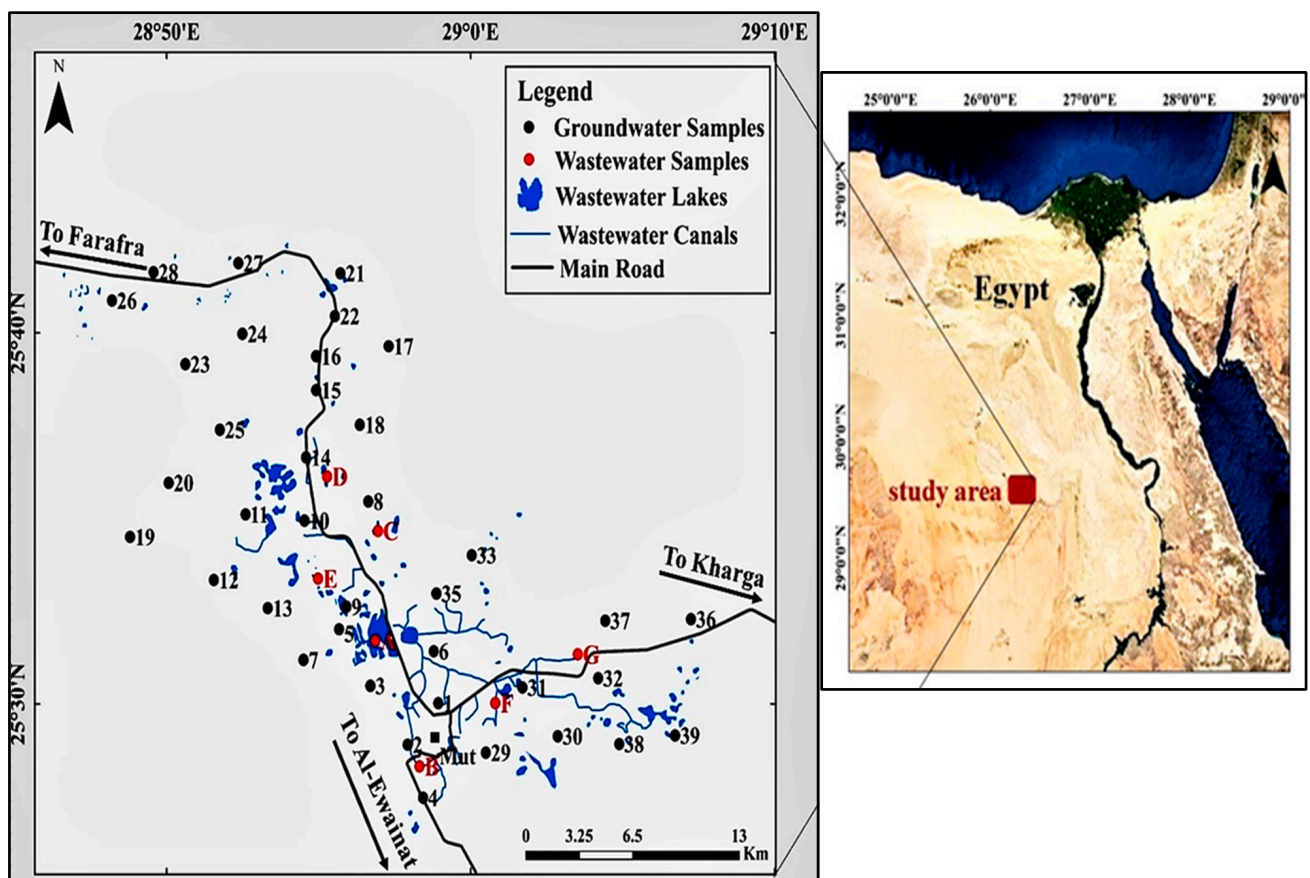 28°50'E 29°0'E 29°10'E
N
Legend
Groundwater Samples
Wastewater Samples
Wastewater Lakes
Wastewater Canals
Main Road
To Farafra
28
27
21
26
22
25°40'N
24
16
17
23
15
25
18
14
D
20
8
11
10
C
19
33
E
12
To Kharga
35
13
9
37
36
5
A
6
G
7
32
3
31
25°30'N
1
F
30
38
39
2
29
Mut
B
To Al-Ewainat
4
0 3.25 6.5 13
Km
25°0'0"E 26°0'0"E 27°0'0"E 28°0'0"E 29°0'
32°0'0"N
31°0'0"N
30°0'0"N
29°0'0"N
Egypt
study area